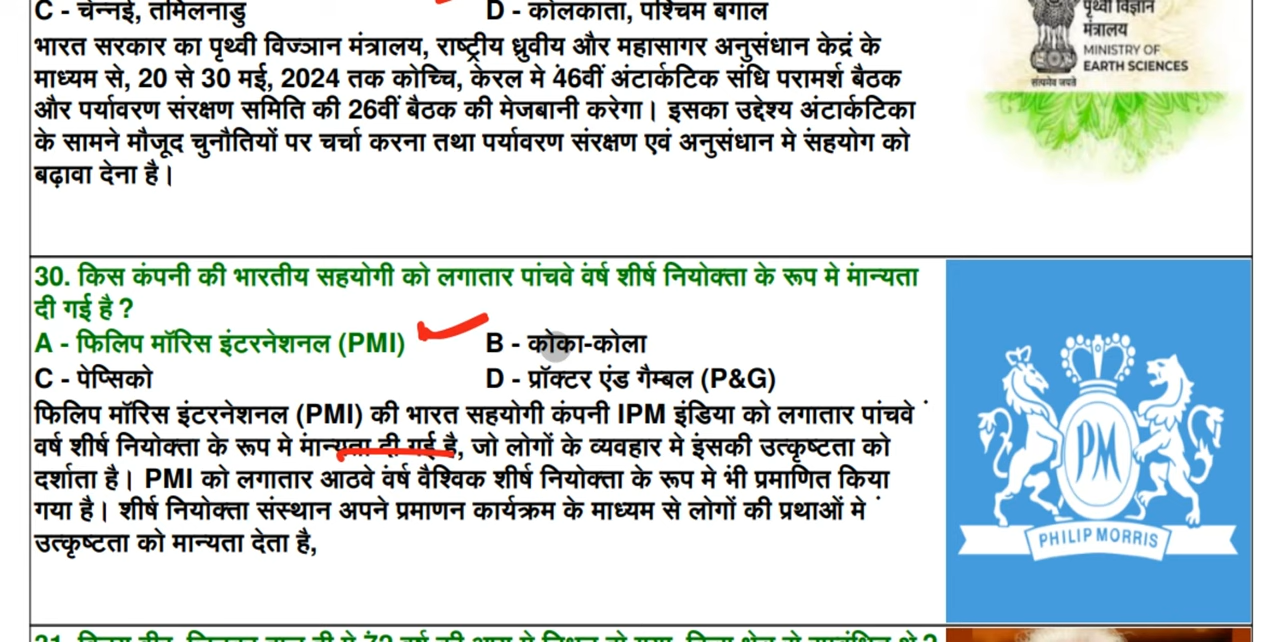 C - चेन्नई, तमिलनाडु D - कोलकाता, पश्चिम बगाल
भारत सरकार का पृथ्वी विज्ञान मंत्रालय, राष्ट्रीय ध्रुवीय और महासागर अनुसंधान केद्रं के
माध्यम से, 20 से 30 मई, 2024 तक कोच्चि, केरल मे 46वीं अंटार्कटिक संधि परामर्श बैठक
और पर्यावरण संरक्षण समिति की 26वीं बैठक की मेजबानी करेगा। इसका उद्देश्य अंटार्कटिका
के सामने मौजूद चुनौतियों पर चर्चा करना तथा पर्यावरण संरक्षण एवं अनुसंधान मे संहयोग को
बढ़ावा देना है।
पृथ्वी विज्ञान
मंत्रालय
MINISTRY OF
EARTH SCIENCES
सत्यमेव जयते
30. किस कंपनी की भारतीय सहयोगी को लगातार पांचवे वंर्ष शीर्ष नियोक्ता के रूप मे मांन्यता
दी गई है ?
A - फिलिप मॉरिस इंटरनेशनल (PMI) B - कोका-कोला
C - पेप्सिको D - प्रॉक्टर एंड गैम्बल (P&G)
फिलिप मॉरिस इंटरनेशनल (PMI) की भारत सहयोगी कंपनी IPM इंडिया को लगातार पांचवे
वर्ष शीर्ष नियोक्ता के रूप मे मांन्यता दी गई है, जो लोगों के व्यवहार मे इंसकी उत्कृष्टता को
दर्शाता है। PMI को लगातार आठवे वंर्ष वैश्विक शीर्ष नियोक्ता के रूप मे भंी प्रमाणित किया
गया है। शीर्ष नियोक्ता संस्थान अपने प्रमाणन कार्यक्रम के माध्यम से लोगों की प्रथाओं मे
उत्कृष्टता को मान्यता देता है,
PM
PHILIP MORRIS